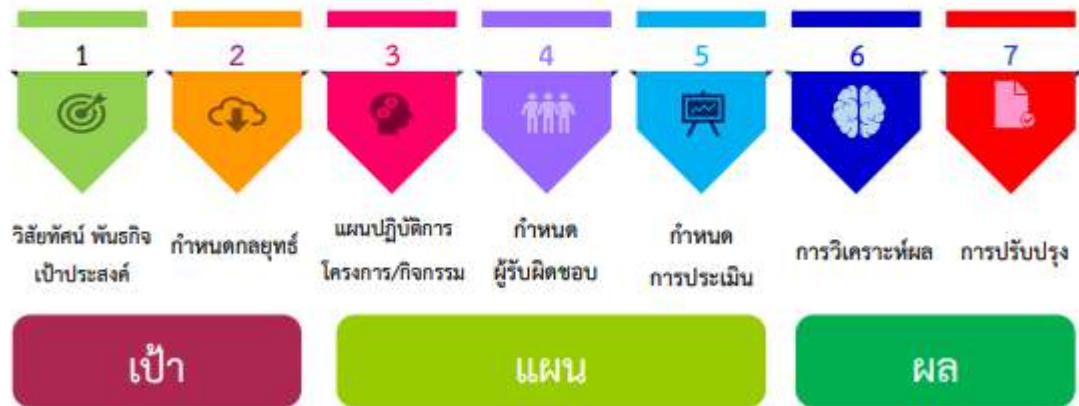 1 2 3 4 5 6 7
วิสัยทัศน์ พันธกิจ
เป้าประสงค์
กำหนดกลยุทธ์
แผนปฏิบัติการ
โครงการ/กิจกรรม
กำหนด
ผู้รับผิดชอบ
กำหนด
การประเมิน
การวิเคราะห์ผล
การปรับปรุง
เป้า
แผน
ผล